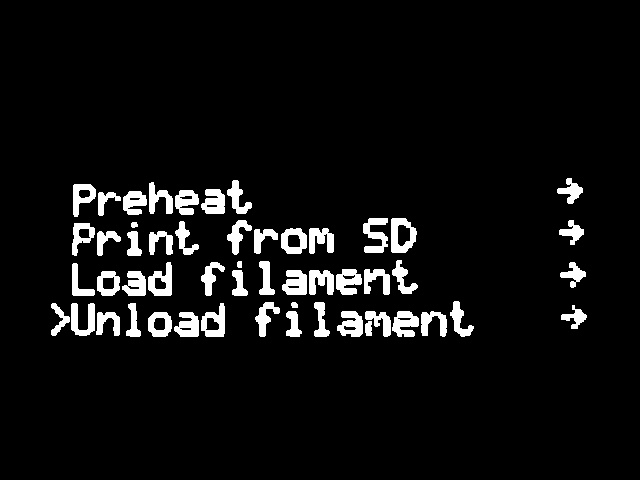 Preheat →
Print from SD →
Load filament →
>Unload filament →